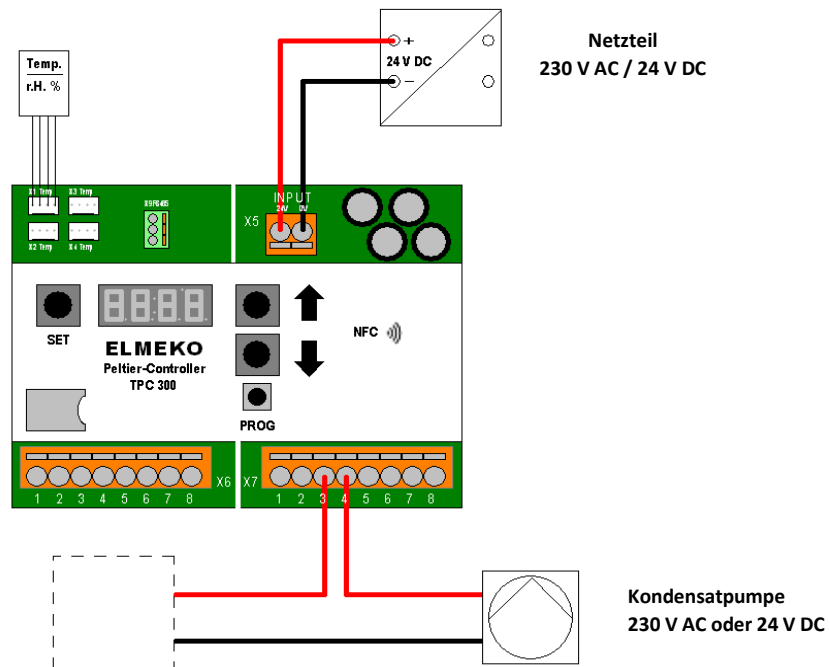 Netzteil
230 V AC / 24 V DC
+
24 V DC
−
Temp.
r.H. %
X1 Temp
X3 Temp
X2 Temp
X4 Temp
X9 RS485
X5
INPUT
24V
0V
SET
ELMEKO
Peltier-Controller
TPC 300
PROG
NFC
X6
X7
1 2 3 4 5 6 7 8
1 2 3 4 5 6 7 8
Kondensatpumpe
230 V AC oder 24 V DC